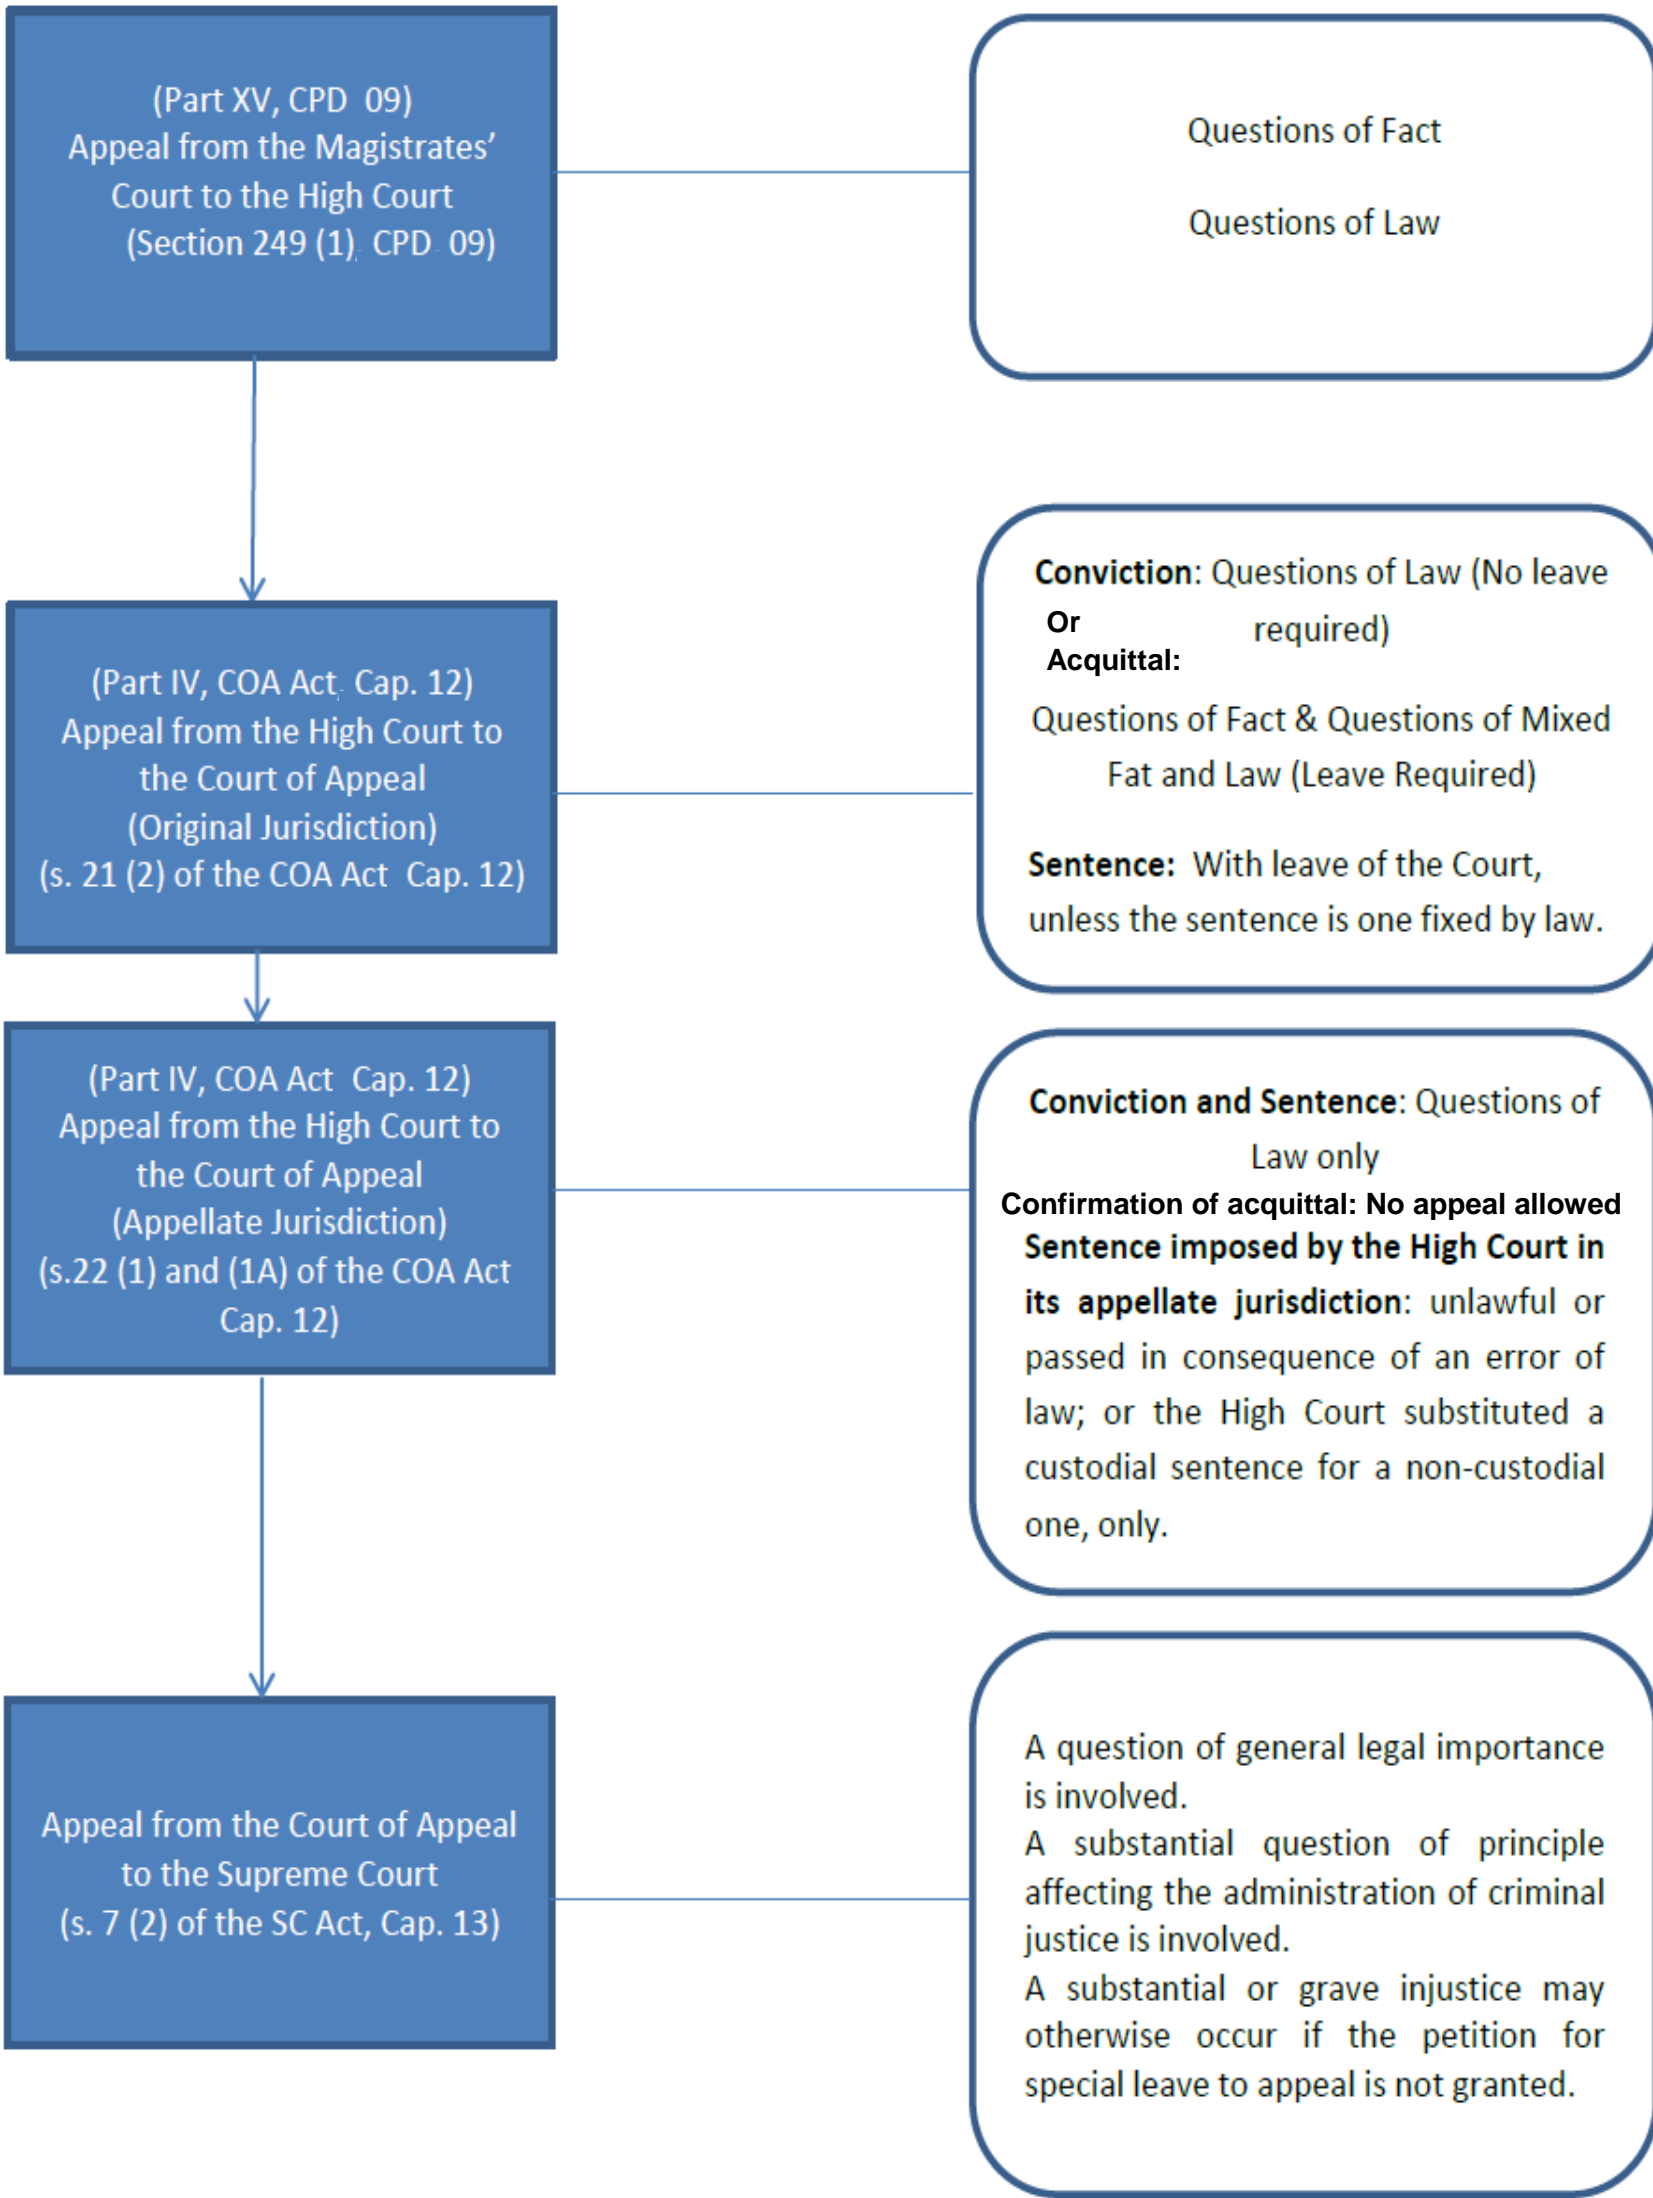 (Part XV, CPD 09)
Appeal from the Magistrates’
Court to the High Court
(Section 249 (1), CPD 09)
Questions of Fact
Questions of Law
(Part IV, COA Act, Cap. 12)
Appeal from the High Court to
the Court of Appeal
(Original Jurisdiction)
(s. 21 (2) of the COA Act Cap. 12)
Conviction: Questions of Law (No leave
Or
required)
Acquittal:
Questions of Fact & Questions of Mixed
Fat and Law (Leave Required)
Sentence: With leave of the Court,
unless the sentence is one fixed by law.
(Part IV, COA Act Cap. 12)
Appeal from the High Court to
the Court of Appeal
(Appellate Jurisdiction)
(s.22 (1) and (1A) of the COA Act
Cap. 12)
Conviction and Sentence: Questions of
Law only
Confirmation of acquittal: No appeal allowed
Sentence imposed by the High Court in
its appellate jurisdiction: unlawful or
passed in consequence of an error of
law; or the High Court substituted a
custodial sentence for a non-custodial
one, only.
Appeal from the Court of Appeal
to the Supreme Court
(s. 7 (2) of the SC Act, Cap. 13)
A question of general legal importance
is involved.
A substantial question of principle
affecting the administration of criminal
justice is involved.
A substantial or grave injustice may
otherwise occur if the petition for
special leave to appeal is not granted.